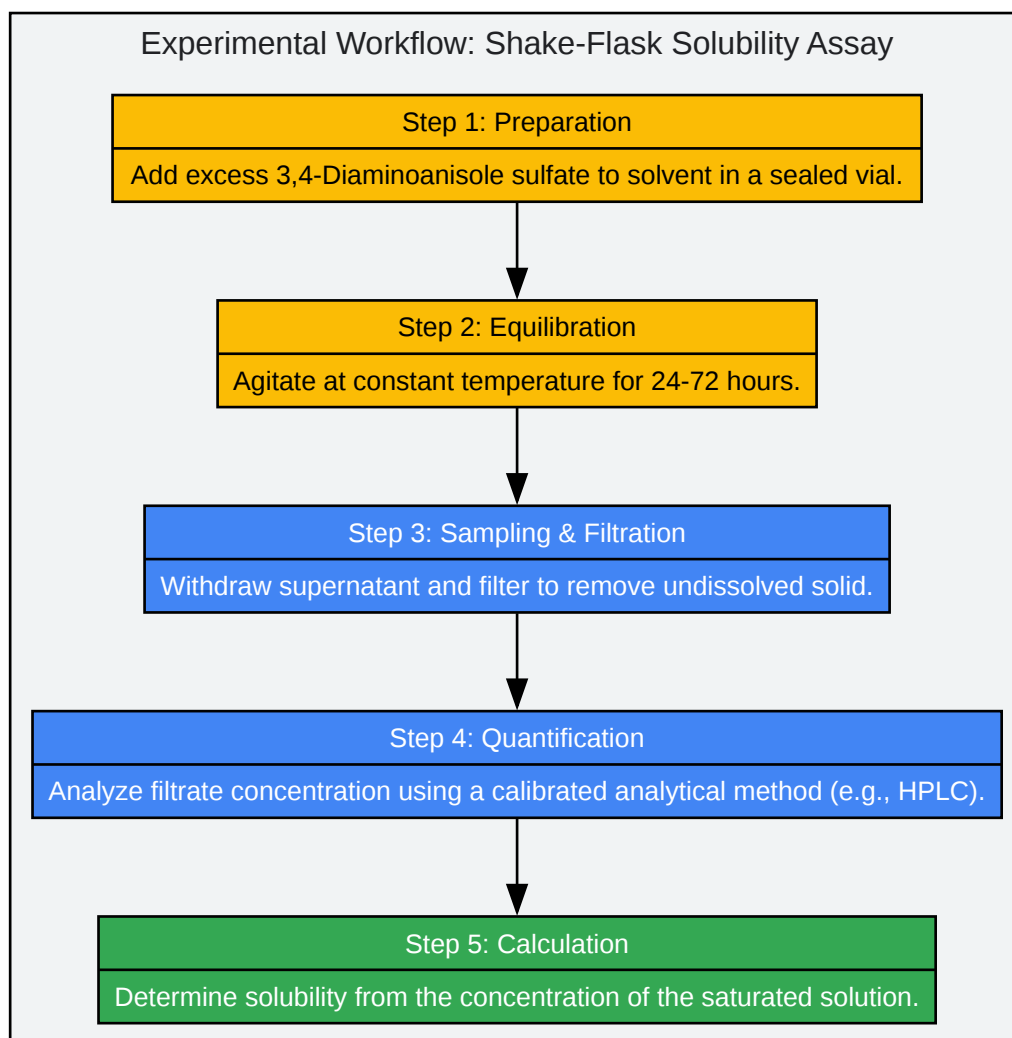 Experimental Workflow: Shake-Flask Solubility Assay
Step 1: Preparation
Add excess 3,4-Diaminoanisole sulfate to solvent in a sealed vial.
Step 2: Equilibration
Agitate at constant temperature for 24-72 hours.
Step 3: Sampling & Filtration
Withdraw supernatant and filter to remove undissolved solid.
Step 4: Quantification
Analyze filtrate concentration using a calibrated analytical method (e.g., HPLC).
Step 5: Calculation
Determine solubility from the concentration of the saturated solution.